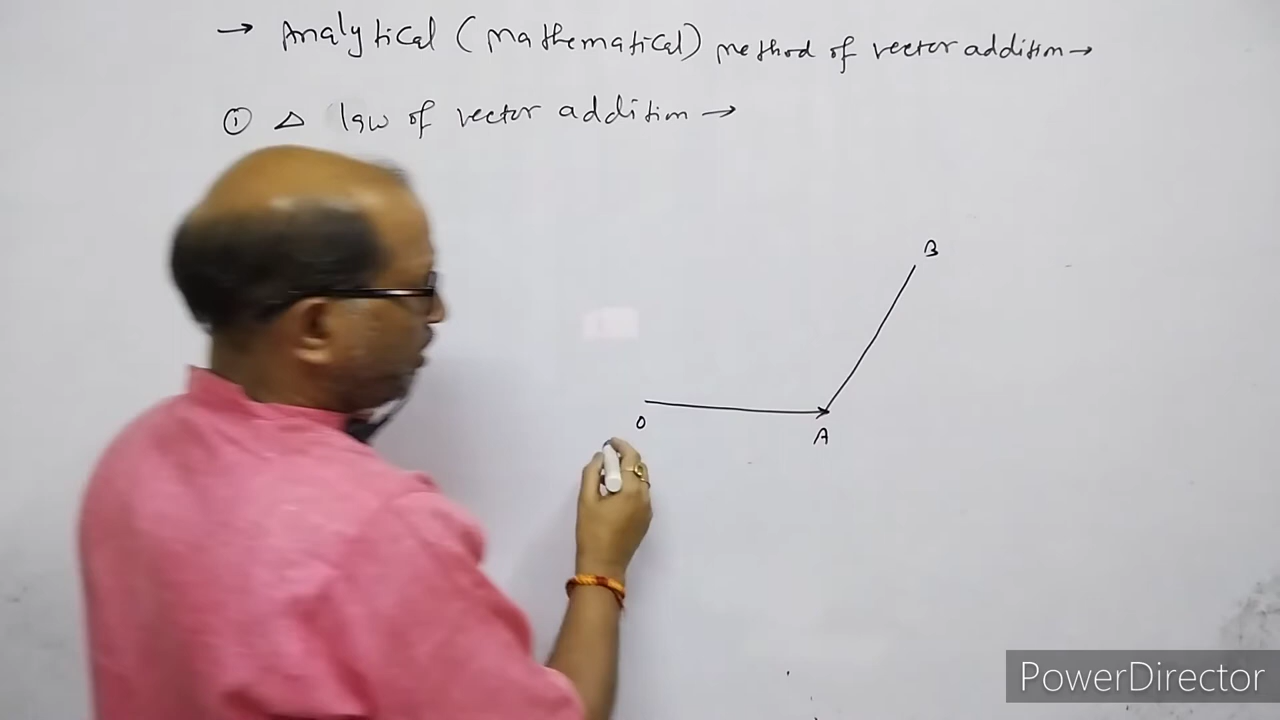 → Analytical (Mathematical) method of vector addition →
① △ law of vector addition →
B
O
A
PowerDirector